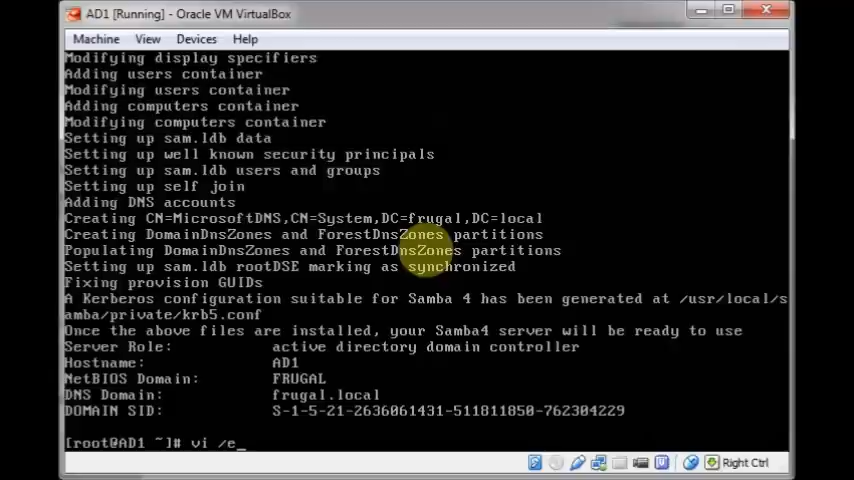 AD1 [Running] - Oracle VM VirtualBox
Machine View Devices Help
Modifying display specifiers
Adding users container
Modifying users container
Adding computers container
Modifying computers container
Setting up sam.ldb data
Setting up well known security principals
Setting up sam.ldb users and groups
Setting up self join
Adding DNS accounts
Creating CN=MicrosoftDNS,CN=System,DC=frugal,DC=local
Creating DomainDnsZones and ForestDnsZones partitions
Populating DomainDnsZones and ForestDnsZones partitions
Setting up sam.ldb rootDSE marking as synchronized
Fixing provision GUIDs
A Kerberos configuration suitable for Samba 4 has been generated at /usr/local/s
amba/private/krb5.conf
Once the above files are installed, your Samba4 server will be ready to use
Server Role: active directory domain controller
Hostname: AD1
NetBIOS Domain: FRUGAL
DNS Domain: frugal.local
DOMAIN SID: S-1-5-21-2636061431-511811850-762304229
[root@AD1 ~]# vi /e_
Right Ctrl